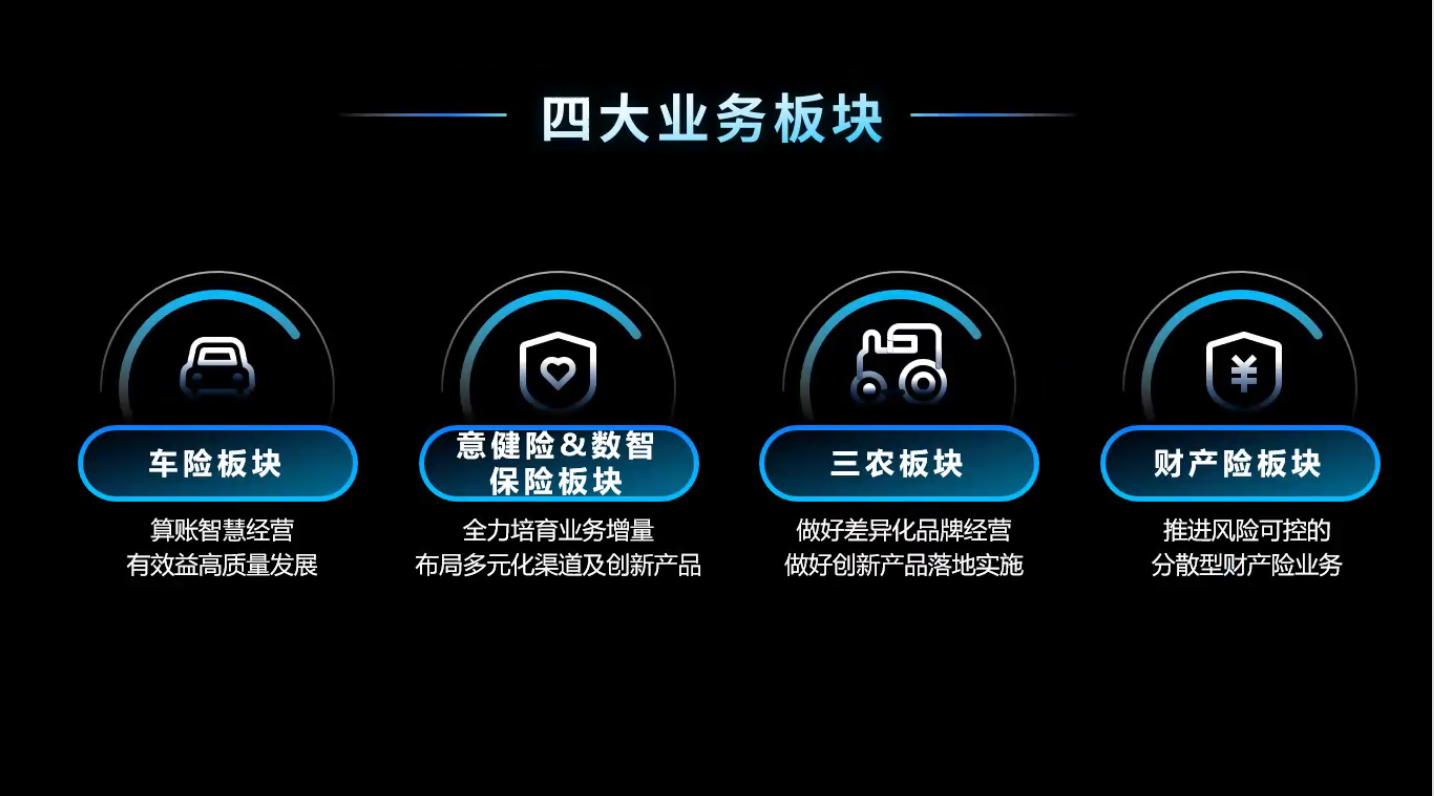 四大业务板块
车险板块
意健险&数智
保险板块
三农板块
财产险板块
算账智慧经营
有效益高质量发展
全力培育业务增量
布局多元化渠道及创新产品
做好差异化品牌经营
做好创新产品落地实施
推进风险可控的
分散型财产险业务
¥